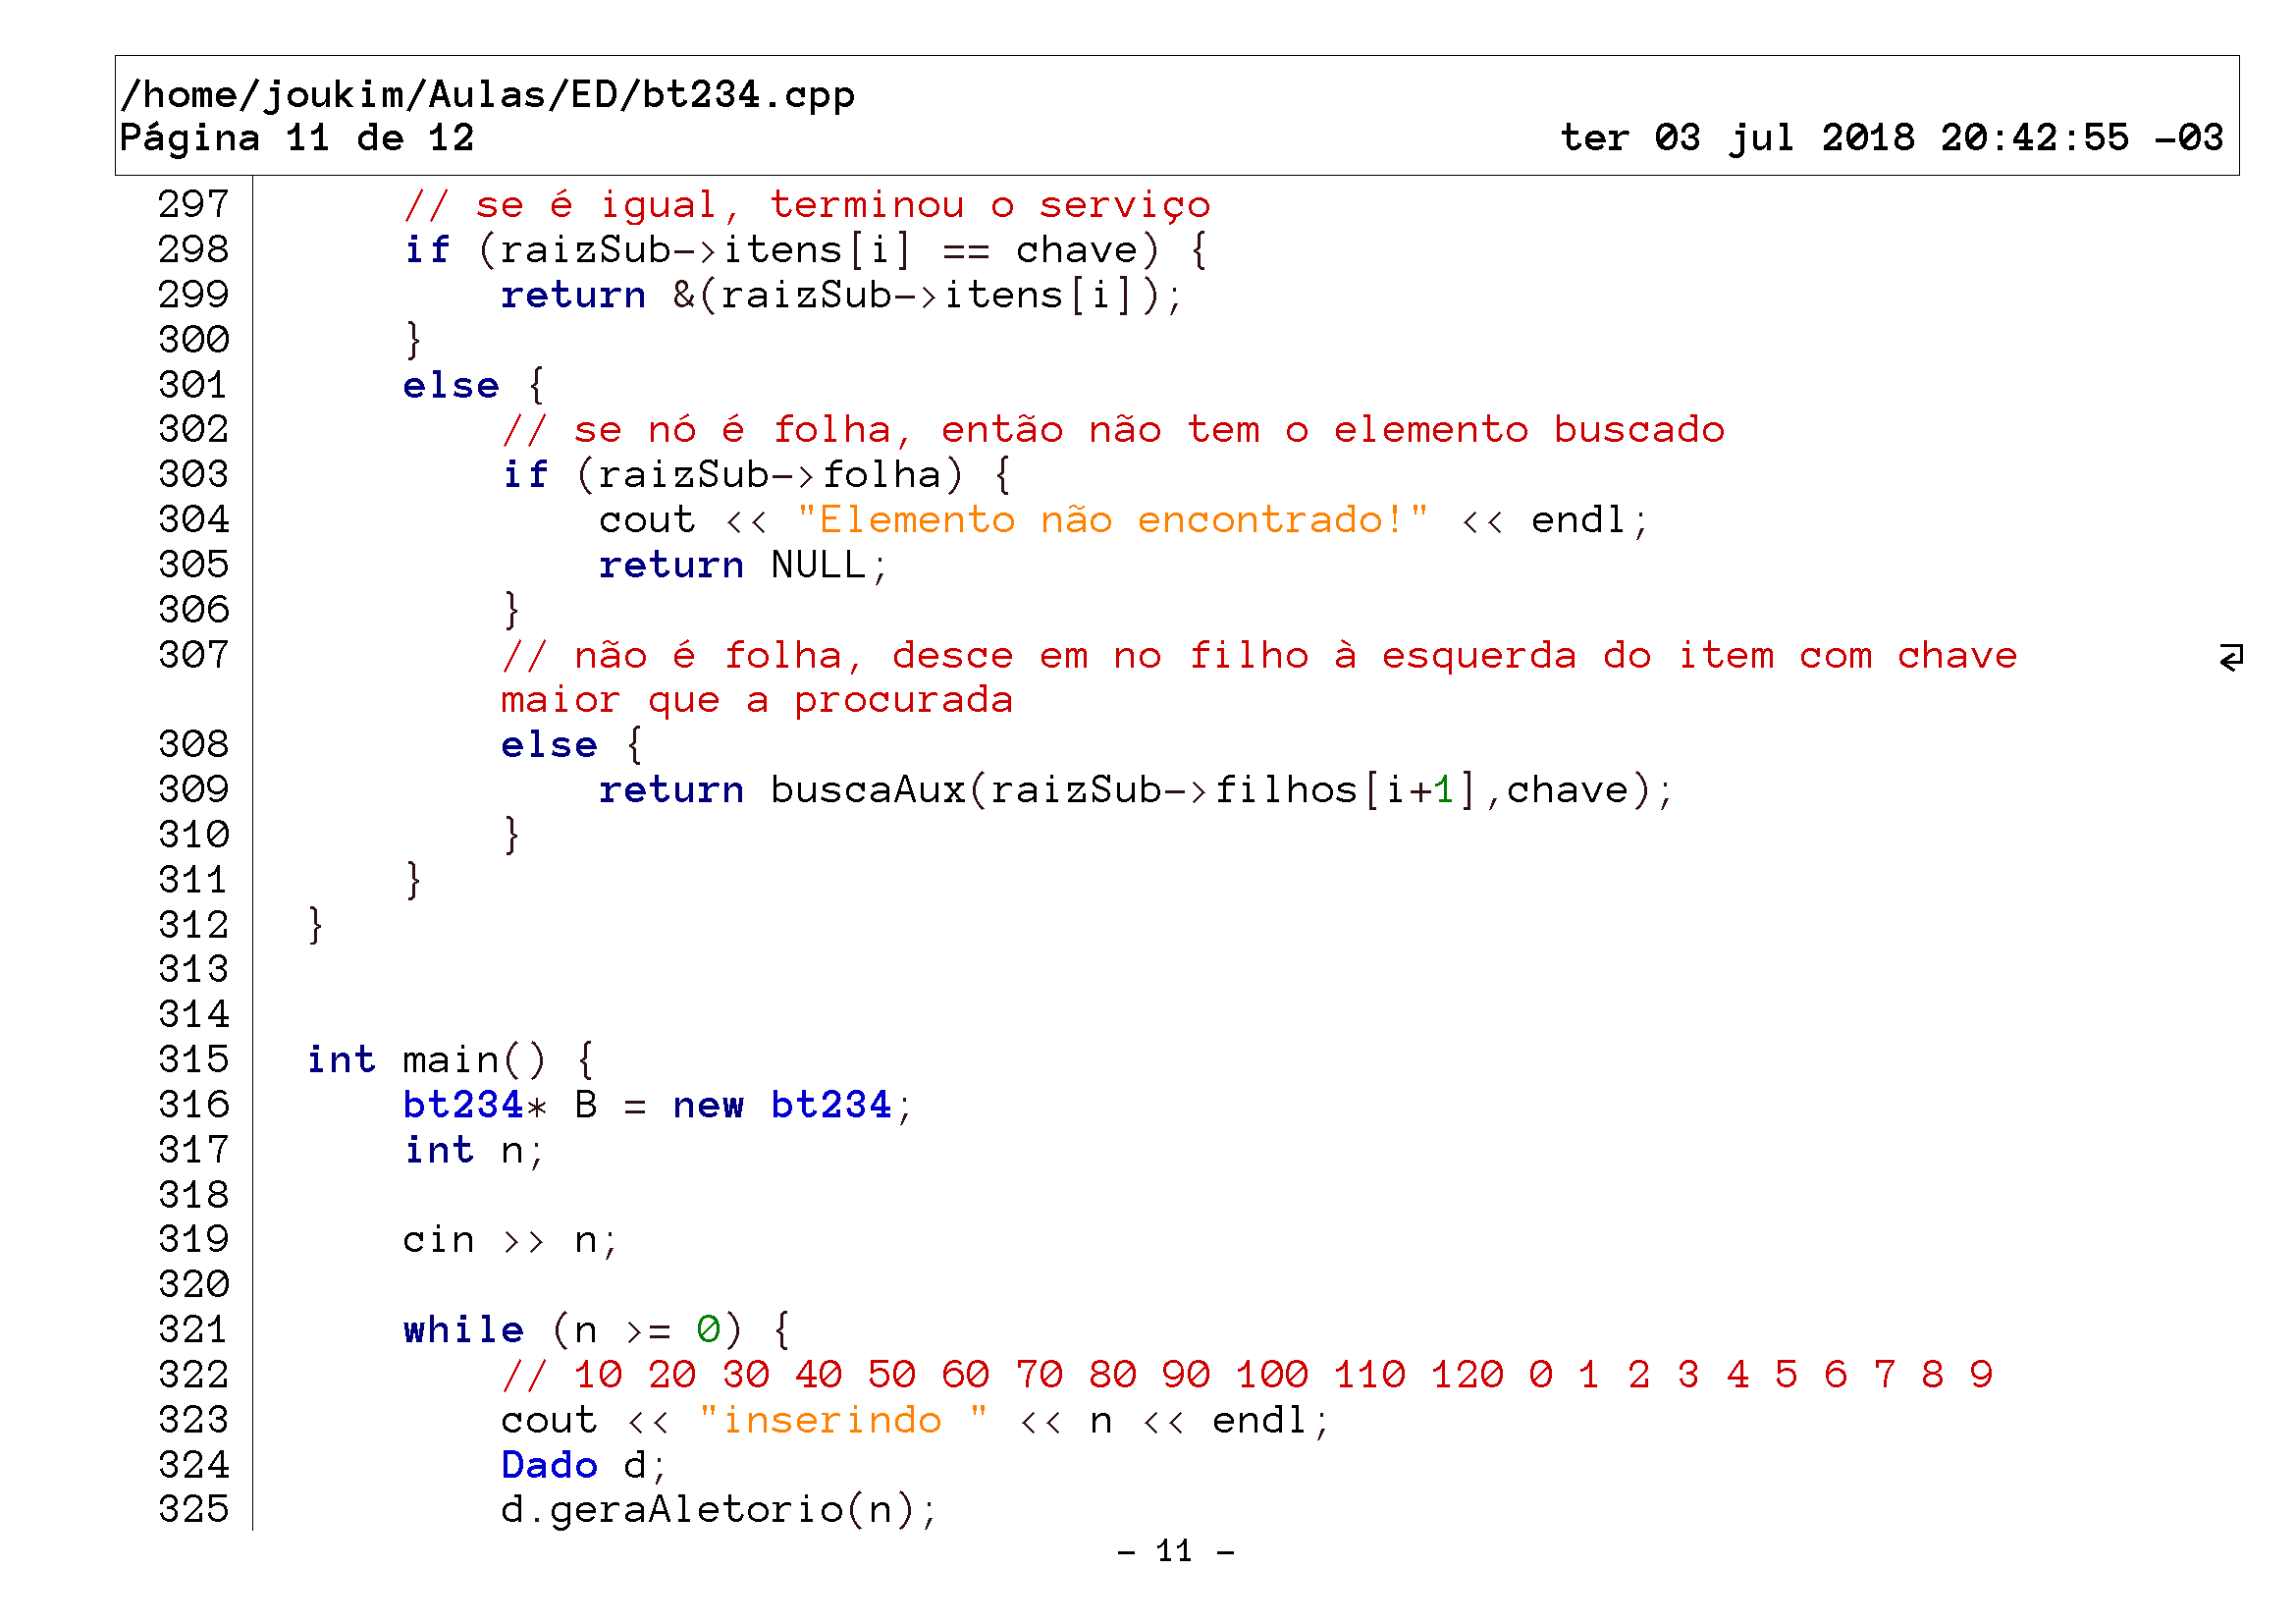 /home/joukim/Aulas/ED/bt234.cpp
Página 11 de 12 ter 03 jul 2018 20:42:55 -03
297 // se é igual, terminou o serviço
298 if (raizSub->itens[i] == chave) {
299 return &(raizSub->itens[i]);
300 }
301 else {
302 // se nó é folha, então não tem o elemento buscado
303 if (raizSub->folha) {
304 cout << "Elemento não encontrado!" << endl;
305 return NULL;
306 }
307 // não é folha, desce em no filho à esquerda do item com chave
maior que a procurada
308 else {
309 return buscaAux(raizSub->filhos[i+1],chave);
310 }
311 }
312 }
313
314
315 int main() {
316 bt234* B = new bt234;
317 int n;
318
319 cin >> n;
320
321 while (n >= 0) {
322 // 10 20 30 40 50 60 70 80 90 100 110 120 0 1 2 3 4 5 6 7 8 9
323 cout << "inserindo " << n << endl;
324 Dado d;
325 d.geraAletorio(n);
- 11 -